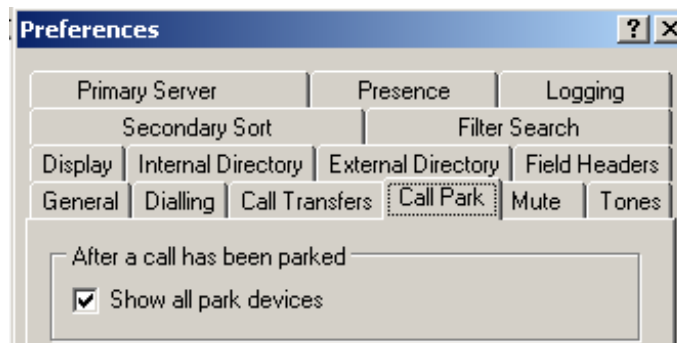 Preferences
Primary Server Presence Logging
Secondary Sort Filter Search
Display Internal Directory External Directory Field Headers
General Dialling Call Transfers Call Park Mute Tones
After a call has been parked
Show all park devices